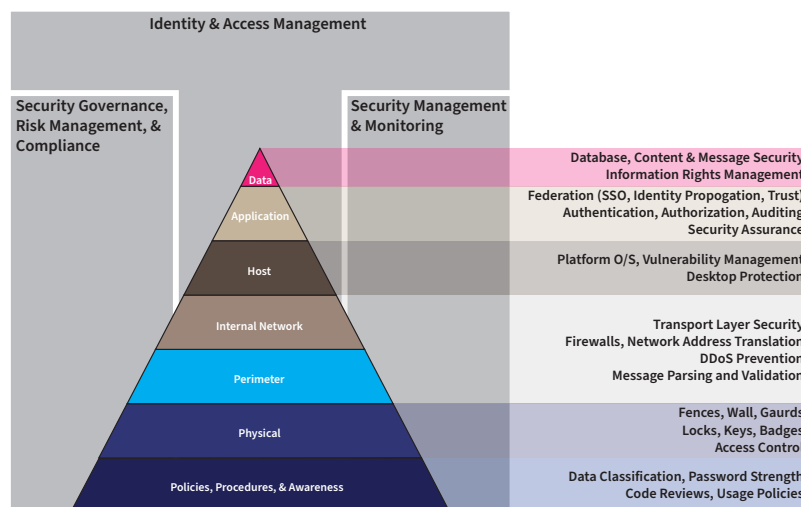 Identity & Access Management
Security Governance,
Risk Management, &
Compliance
Security Management
& Monitoring
Data
Database, Content & Message Security
Information Rights Management
Application
Federation (SSO, Identity Propogation, Trust)
Authentication, Authorization, Auditing
Security Assurance
Host
Platform O/S, Vulnerability Management
Desktop Protection
Internal Network
Transport Layer Security
Firewalls, Network Address Translation
DDoS Prevention
Message Parsing and Validation
Perimeter
Physical
Fences, Wall, Gaurds
Locks, Keys, Badges
Access Control
Policies, Procedures, & Awareness
Data Classification, Password Strength
Code Reviews, Usage Policies